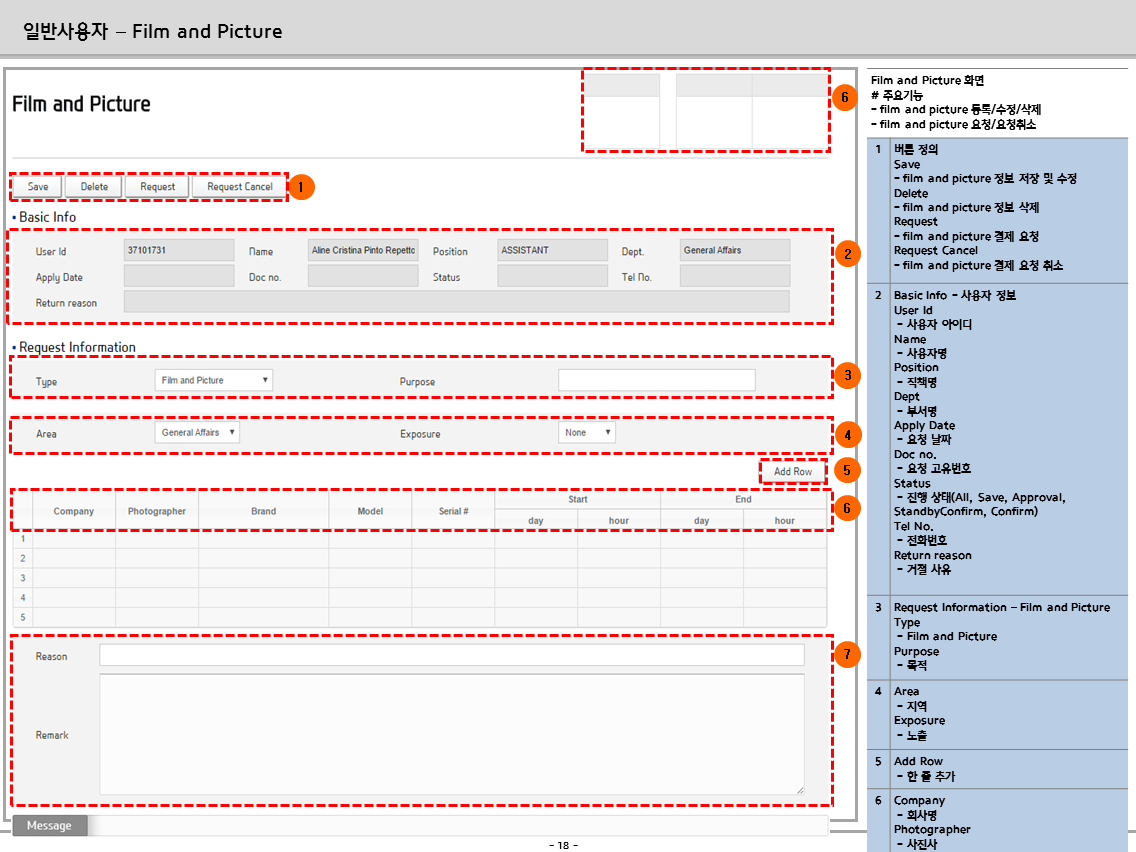 일반사용자 – Film and Picture
Film and Picture
6
Save Delete Request Request Cancel 1
• Basic Info
User Id 37101731 Name Aline Cristina Pinto Repetto Position ASSISTANT Dept. General Affairs
2
Apply Date Doc no. Status Tel No.
Return reason
• Request Information
Type Film and Picture ▼ Purpose 3
Area General Affairs ▼ Exposure None ▼ 4
Add Row 5
Company Photographer Brand Model Serial # Start End
6
day hour day hour
1
2
3
4
5
Reason 7
Remark
Message
- 18 -
Film and Picture 화면
# 주요기능
- film and picture 등록/수정/삭제
- film and picture 요청/요청취소
1 버튼 정의
Save
- film and picture 정보 저장 및 수정
Delete
- film and picture 정보 삭제
Request
- film and picture 결제 요청
Request Cancel
- film and picture 결제 요청 취소
2 Basic Info - 사용자 정보
User Id
- 사용자 아이디
Name
- 사용자명
Position
- 직책명
Dept
- 부서명
Apply Date
- 요청 날짜
Doc no.
- 요청 고유번호
Status
- 진행 상태(All, Save, Approval,
StandbyConfirm, Confirm)
Tel No.
- 전화번호
Return reason
- 거절 사유
3 Request Information – Film and Picture
Type
- Film and Picture
Purpose
- 목적
4 Area
- 지역
Exposure
- 노출
5 Add Row
- 한 줄 추가
6 Company
- 회사명
Photographer
- 사진사